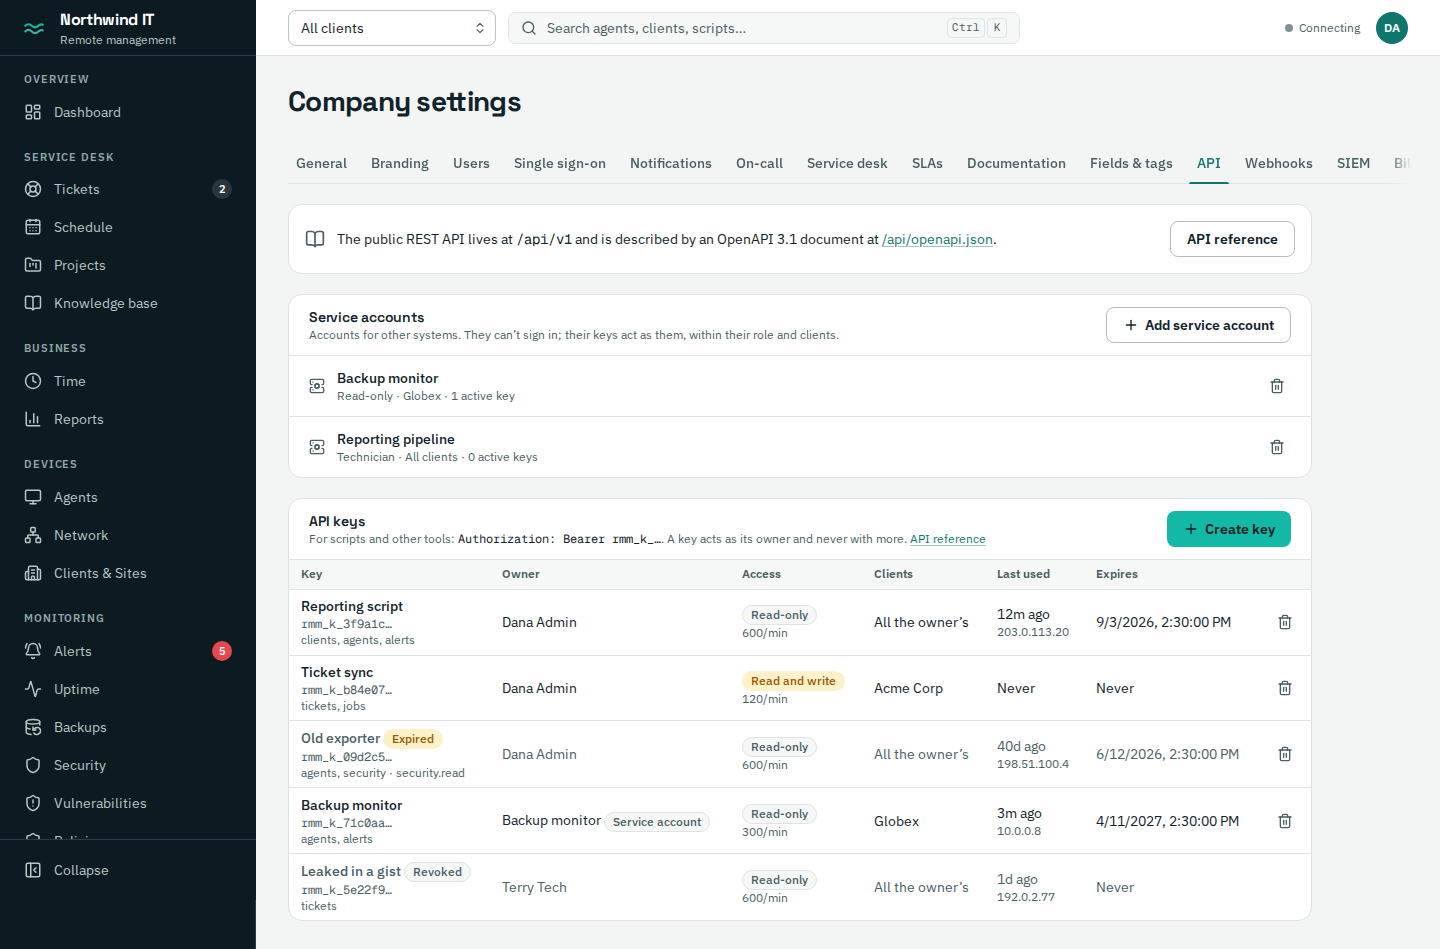 Northwind IT
Remote management
All clients
Search agents, clients, scripts…
Ctrl K
Connecting
DA
OVERVIEW
Dashboard
SERVICE DESK
Tickets 2
Schedule
Projects
Knowledge base
BUSINESS
Time
Reports
DEVICES
Agents
Network
Clients & Sites
MONITORING
Alerts 5
Uptime
Backups
Security
Vulnerabilities
Collapse
Company settings
General Branding Users Single sign-on Notifications On-call Service desk SLAs Documentation Fields & tags API Webhooks SIEM
The public REST API lives at /api/v1 and is described by an OpenAPI 3.1 document at /api/openapi.json.
API reference
Service accounts
Accounts for other systems. They can’t sign in; their keys act as them, within their role and clients.
Add service account
Backup monitor
Read-only · Globex · 1 active key
Reporting pipeline
Technician · All clients · 0 active keys
API keys
For scripts and other tools: Authorization: Bearer rmm_k_…. A key acts as its owner and never with more. API reference
Create key
Key Owner Access Clients Last used Expires
Reporting script
rmm_k_3f9a1c…
clients, agents, alerts
Dana Admin
Read-only
600/min
All the owner’s
12m ago
203.0.113.20
9/3/2026, 2:30:00 PM
Ticket sync
rmm_k_b84e07…
tickets, jobs
Dana Admin
Read and write
120/min
Acme Corp
Never
Never
Old exporter Expired
rmm_k_09d2c5…
agents, security · security.read
Dana Admin
Read-only
600/min
All the owner’s
40d ago
198.51.100.4
6/12/2026, 2:30:00 PM
Backup monitor
rmm_k_71c0aa…
agents, alerts
Backup monitor Service account
Read-only
300/min
Globex
3m ago
10.0.0.8
4/11/2027, 2:30:00 PM
Leaked in a gist Revoked
rmm_k_5e22f9…
tickets
Terry Tech
Read-only
600/min
All the owner’s
1d ago
192.0.2.77
Never